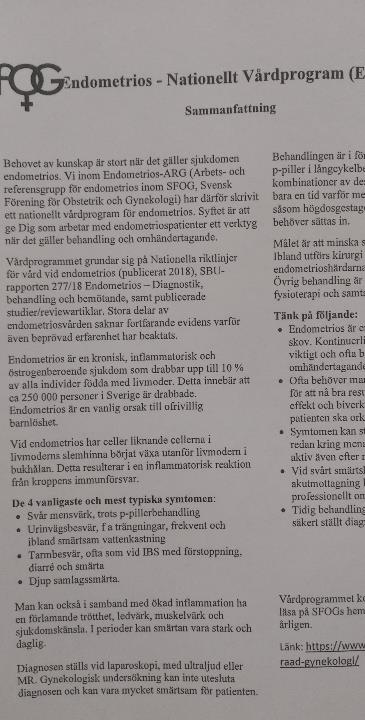 SFOG
Endometrios - Nationellt Vårdprogram (E
Sammanfattning
Behovet av kunskap är stort när det gäller sjukdomen
endometrios. Vi inom Endometrios-ARG (Arbets- och
referensgrupp för endometrios inom SFOG, Svensk
Förening för Obstetrik och Gynekologi) har därför skrivit
ett nationellt vårdprogram för endometrios. Syftet är att
ge Dig som arbetar med endometriospatienter ett verktyg
när det gäller behandling och omhändertagande.
Vårdprogrammet grundar sig på Nationella riktlinjer
för vård vid endometrios (publicerat 2018), SBU-
rapporten 277/18 Endometrios – Diagnostik,
behandling och bemötande, samt publicerade
studier/reviewartiklar. Stora delar av
endometriosvården saknar fortfarande evidens varför
även beprövad erfarenhet har beaktats.
Endometrios är en kronisk, inflammatorisk och
östrogenberoende sjukdom som drabbar upp till 10 %
av alla individer födda med livmoder. Detta innebär att
ca 250 000 personer i Sverige är drabbade.
Endometrios är en vanlig orsak till ofrivillig
barnlöshet.
Vid endometrios har celler liknande cellerna i
livmoderns slemhinna börjat växa utanför livmodern i
bukhålan. Detta resulterar i en inflammatorisk reaktion
från kroppens immunförsvar.
De 4 vanligaste och mest typiska symtomen:
• Svår mensvärk, trots p-pillerbehandling
• Urinvägsbesvär, f a trängningar, frekvent och
ibland smärtsam vattenkastning
• Tarmbesvär, ofta som vid IBS med förstoppning,
diarré och smärta
• Djup samlagssmärta.
Man kan också i samband med ökad inflammation ha
en förlamande trötthet, ledvärk, muskelvärk och
sjukdomskänsla. I perioder kan smärtan vara stark och
daglig.
Diagnosen ställs vid laparoskopi, med ultraljud eller
MR. Gynekologisk undersökning kan inte utesluta
diagnosen och kan vara mycket smärtsam för patienten.
Behandlingen är i för
p-piller i långcykelbe
kombinationer av de
bara en tid varför me
såsom högdosgestage
behöver sättas in.
Målet är att minska s
Ibland utförs kirurgi
endometrioshärdarna
Övrig behandling är
fysioterapi och samta
Tänk på följande:
• Endometrios är e
skov. Kontinuerli
viktigt och ofta b
omhändertagande
• Ofta behöver man
för att nå bra resu
effekt och biverk
patienten ska ork
• Symtomen kan st
redan kring mena
aktiv även efter m
• Vid svårt smärtsk
akutmottagning l
professionellt om
• Tidig behandling
säkert ställt diag
Vårdprogrammet ko
läsa på SFOGs hem
årligen.
Länk: https://www
raad-gynekologi/